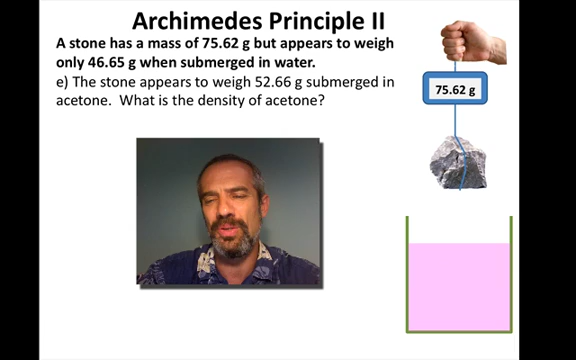 Archimedes Principle II
A stone has a mass of 75.62 g but appears to weigh
only 46.65 g when submerged in water.
e) The stone appears to weigh 52.66 g submerged in
acetone.  What is the density of acetone?
75.62 g